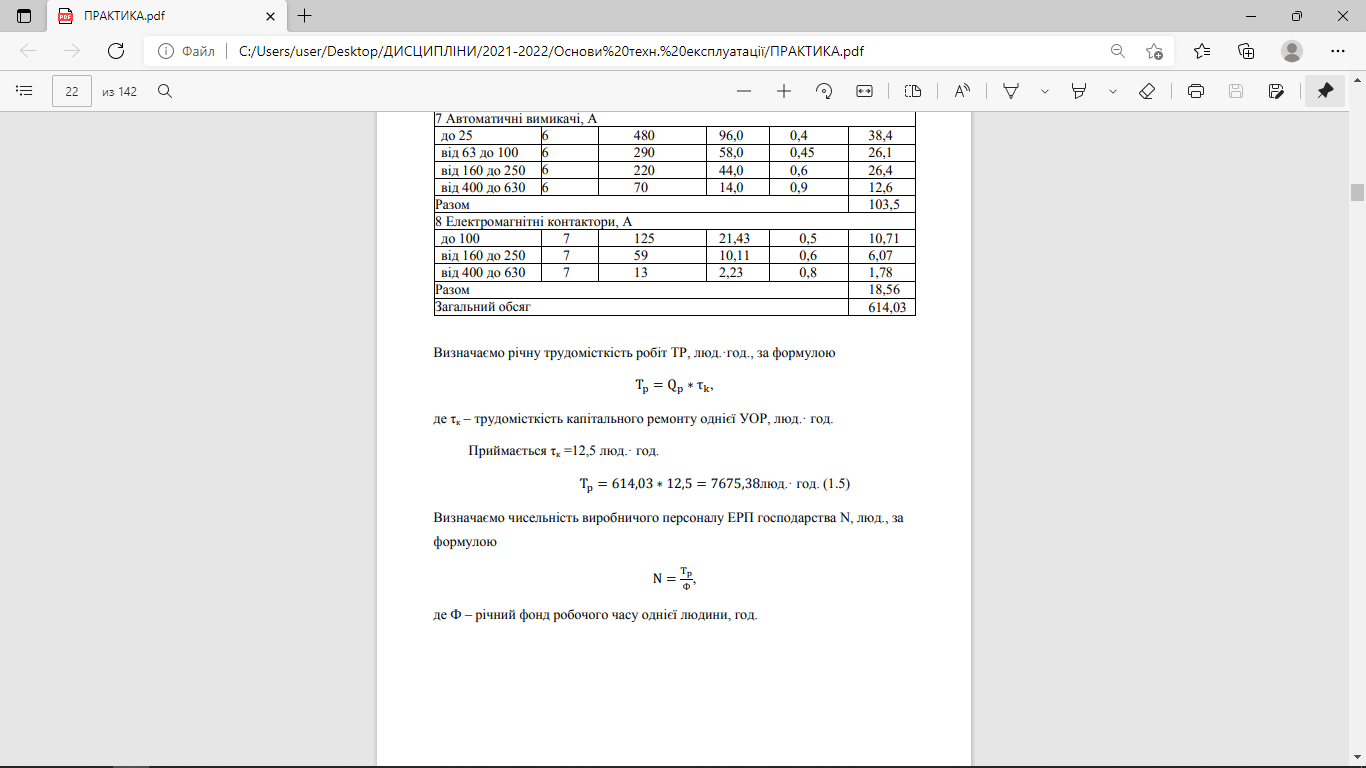 ПРАКТИКА.pdf
Файл C:/Users/user/Desktop/ДИСЦИПЛІНИ/2021-2022/Основи%20техн.%20експлуатації/ПРАКТИКА.pdf
22 из 142
7 Автоматичні вимикачі, А
до 25 6 480 96,0 0,4 38,4
від 63 до 100 6 290 58,0 0,45 26,1
від 160 до 250 6 220 44,0 0,6 26,4
від 400 до 630 6 70 14,0 0,9 12,6
Разом 103,5
8 Електромагнітні контактори, А
до 100 7 125 21,43 0,5 10,71
від 160 до 250 7 59 10,11 0,6 6,07
від 400 до 630 7 13 2,23 0,8 1,78
Разом 18,56
Загальний обсяг 614,03
Визначаємо річну трудомісткість робіт ТР, люд.·год., за формулою
Tр = Qр ∗ τk,
де τк – трудомісткість капітального ремонту однієї УОР, люд.· год.
Приймається τк =12,5 люд.· год.
Tр = 614,03 ∗ 12,5 = 7675,38люд.· год. (1.5)
Визначаємо чисельність виробничого персоналу ЕРП господарства N, люд., за
формулою
N = Tр/Ф,
де Ф – річний фонд робочого часу однієї людини, год.